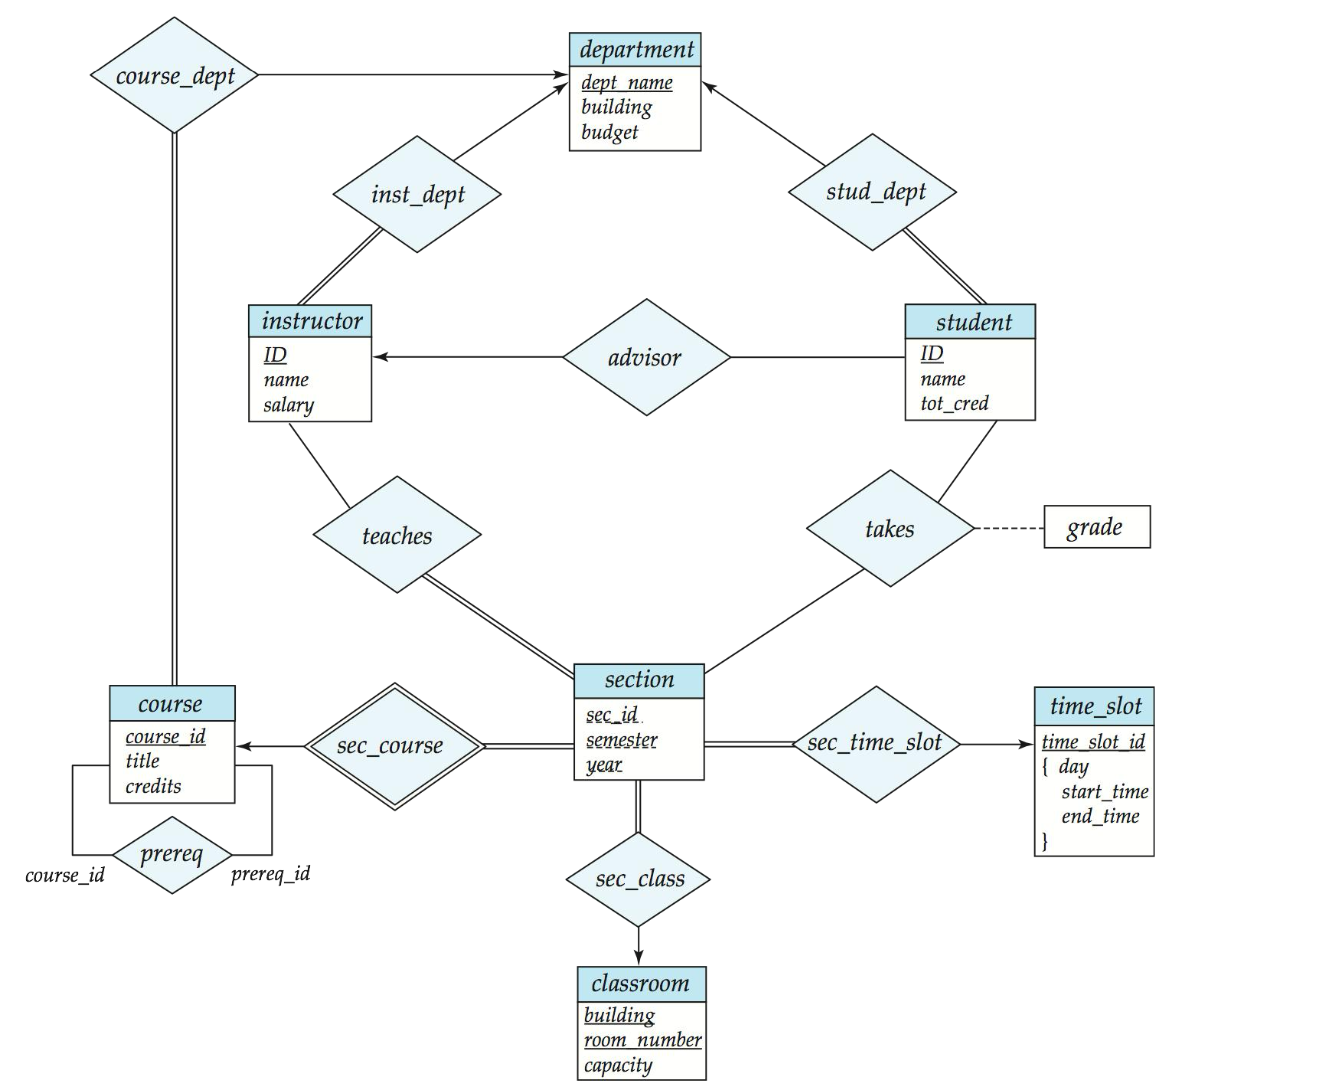 course_dept
department
dept_name
building
budget
inst_dept
stud_dept
instructor
ID
name
salary
advisor
student
ID
name
tot_cred
teaches
takes
grade
course
course_id
title
credits
sec_course
section
sec_id
semester
year
sec_time_slot
time_slot
time_slot_id
{ day
start_time
end_time
}
prereq
course_id
prereq_id
sec_class
classroom
building
room_number
capacity